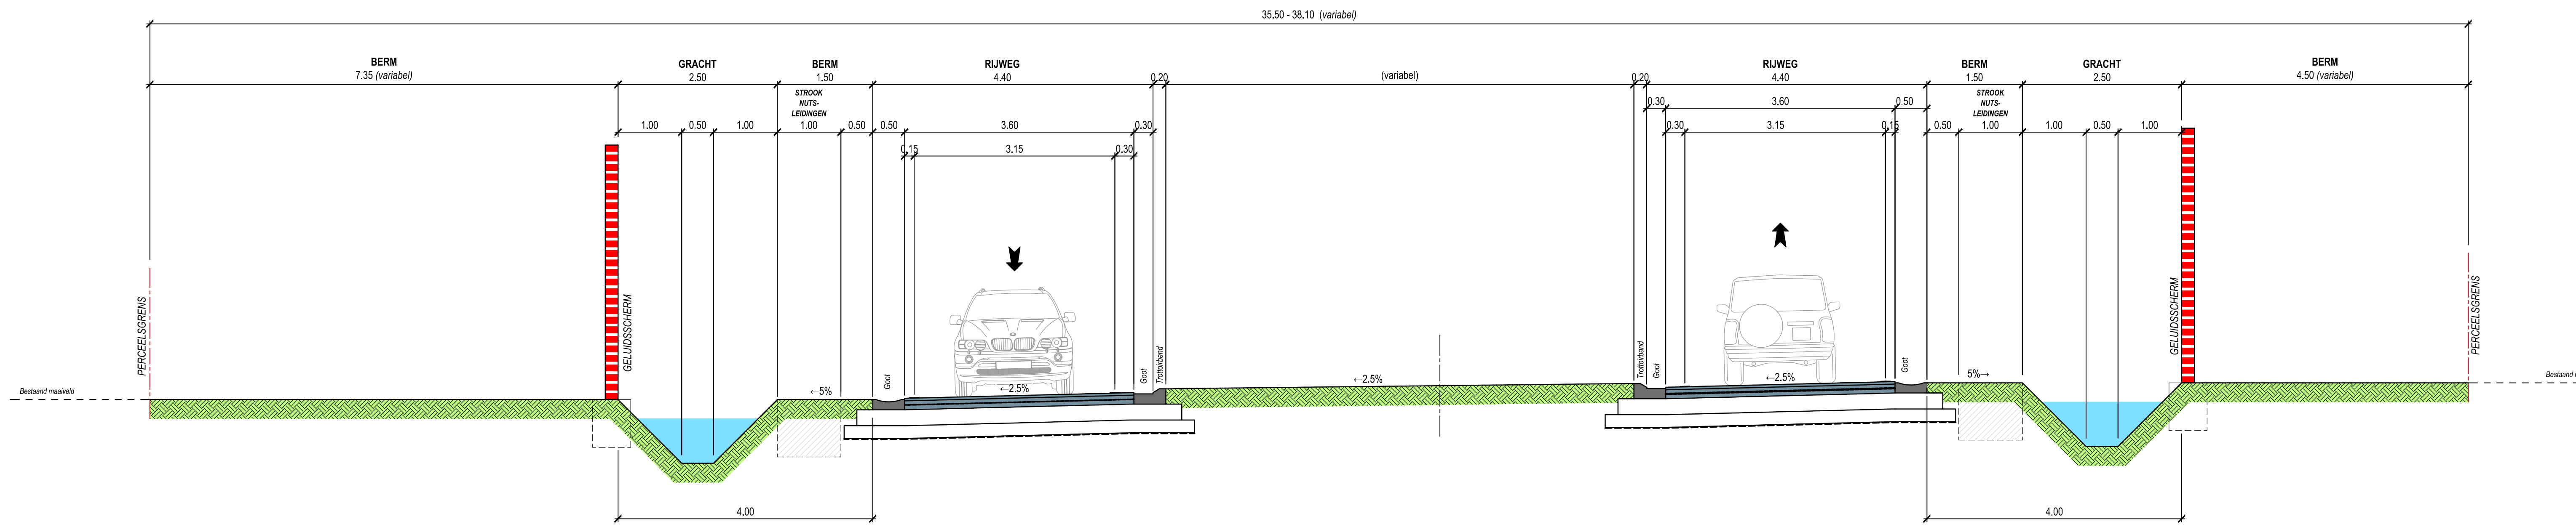 35.50 - 38.10 (variabel)
BERM
7.35 (variabel)
GRACHT
2.50
BERM
1.50
RIJWEG
4.40
0.20
(variabel)
0.20
RIJWEG
4.40
BERM
1.50
GRACHT
2.50
BERM
4.50 (variabel)
STROOK
NUTS-
LEIDINGEN
STROOK
NUTS-
LEIDINGEN
0.30
3.60
0.50
1.00
0.50
1.00
1.00
0.50
0.50
3.60
0.30
0.30
3.15
0.15
0.50
1.00
1.00
0.50
1.00
0.15
3.15
0.30
PERCEELSGRENS
GELUIDSSCHERM
Goot
Goot
Trottoirband
Trottoirband
Goot
Goot
GELUIDSSCHERM
PERCEELSGRENS
Bestaand maaiveld
←5%
←2.5%
←2.5%
←2.5%
5%→
Bestaand
4.00
4.00